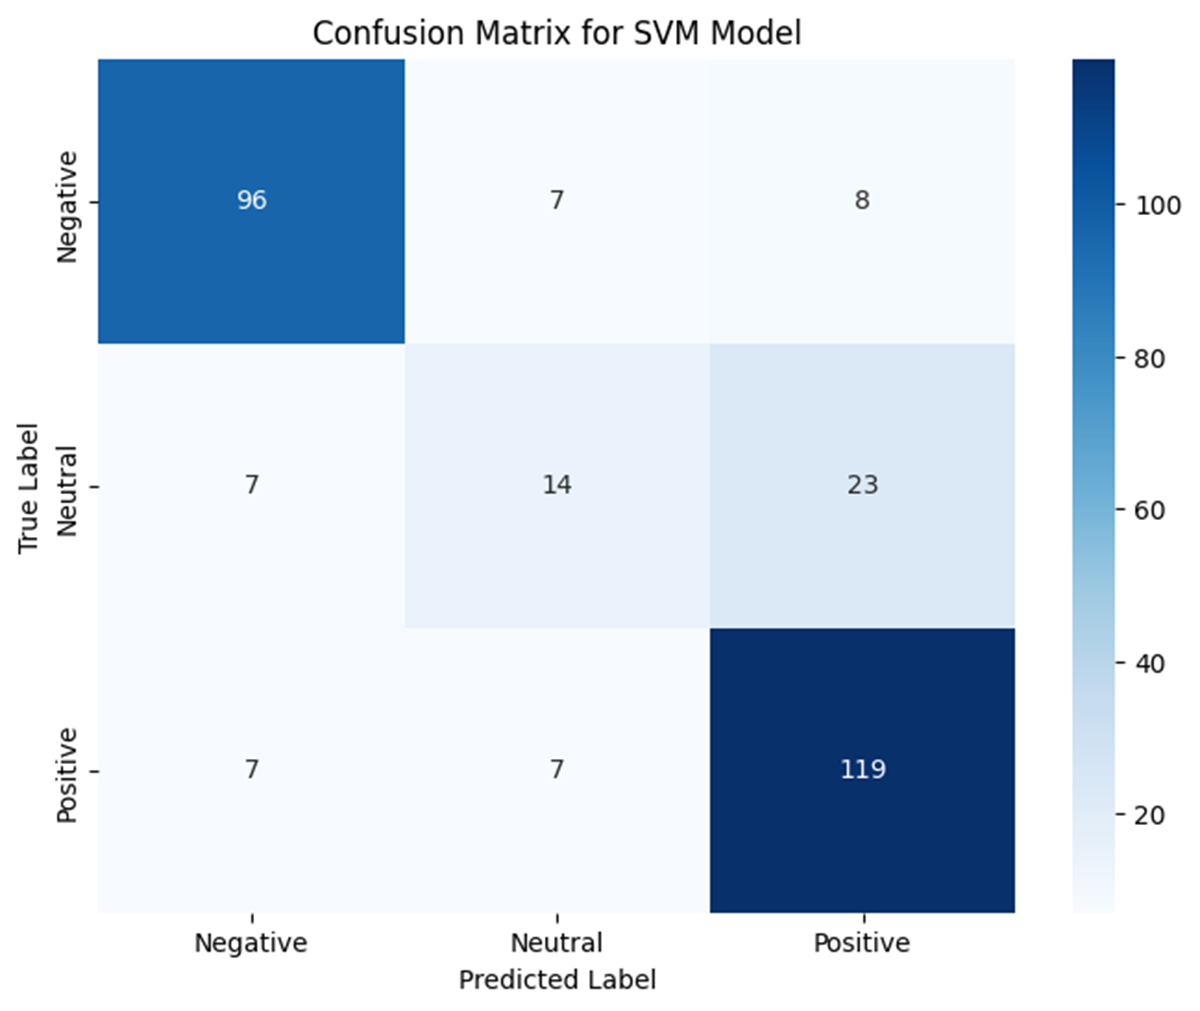 Confusion Matrix for SVM Model
Negative
96 7 8
Neutral
7 14 23
Positive
7 7 119
True Label
Negative Neutral Positive
Predicted Label
100
80
60
40
20